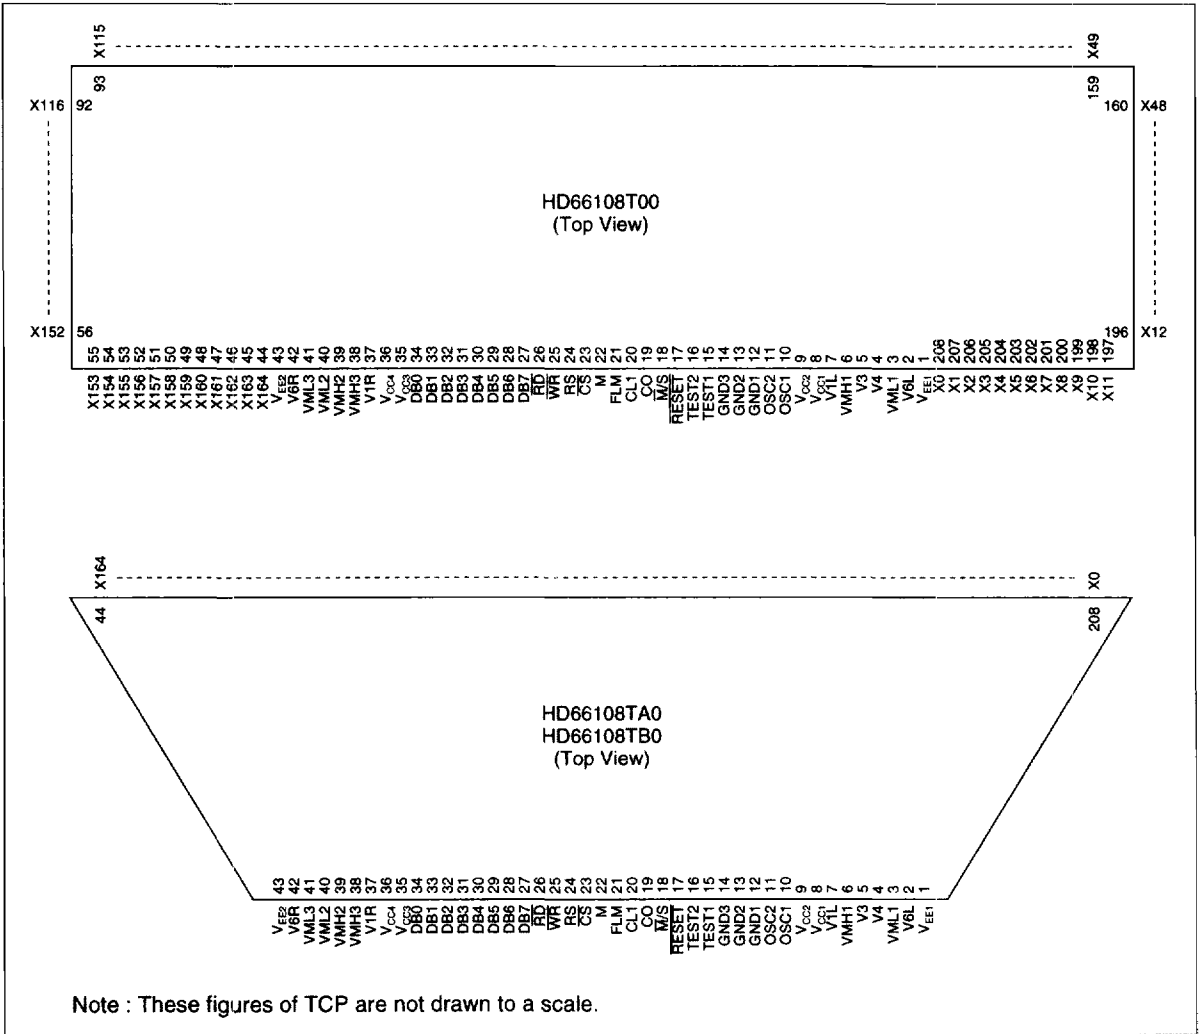 X115 X49
93 159
X116 92 160 X48
HD66108T00
(Top View)
X152 56 196 X12
55 54 53 52 51 50 49 48 47 46 45 44 43 42 41 40 39 38 37 36 35 34 33 32 31 30 29 28 27 26 25 24 23 22 21 20 19 18 17 16 15 14 13 12 11 10 9 8 7 6 5 4 3 2 1 208 207 206 205 204 203 202 201 200 199 198 197
X153 X154 X155 X156 X157 X158 X159 X160 X161 X162 X163 X164 VEE2 V6R VML3 VML2 VMH2 VMH3 V1R VCC4 VCC3 DB0 DB1 DB2 DB3 DB4 DB5 DB6 DB7 R̅D̅ W̅R̅ RS C̅S̅ M FLM CL1 CO M/S̅ R̅E̅S̅E̅T̅ TEST2 TEST1 GND3 GND2 GND1 OSC2 OSC1 VCC2 VCC1 V1L VMH1 V3 V4 VML1 V6L VEE1 X0 X1 X2 X3 X4 X5 X6 X7 X8 X9 X10 X11
X164 X0
44 208
HD66108TA0
HD66108TB0
(Top View)
43 42 41 40 39 38 37 36 35 34 33 32 31 30 29 28 27 26 25 24 23 22 21 20 19 18 17 16 15 14 13 12 11 10 9 8 7 6 5 4 3 2 1
VEE2 V6R VML3 VML2 VMH2 VMH3 V1R VCC4 VCC3 DB0 DB1 DB2 DB3 DB4 DB5 DB6 DB7 R̅D̅ W̅R̅ RS C̅S̅ M FLM CL1 CO M/S̅ R̅E̅S̅E̅T̅ TEST2 TEST1 GND3 GND2 GND1 OSC2 OSC1 VCC2 VCC1 V1L VMH1 V3 V4 VML1 V6L VEE1
Note : These figures of TCP are not drawn to a scale.